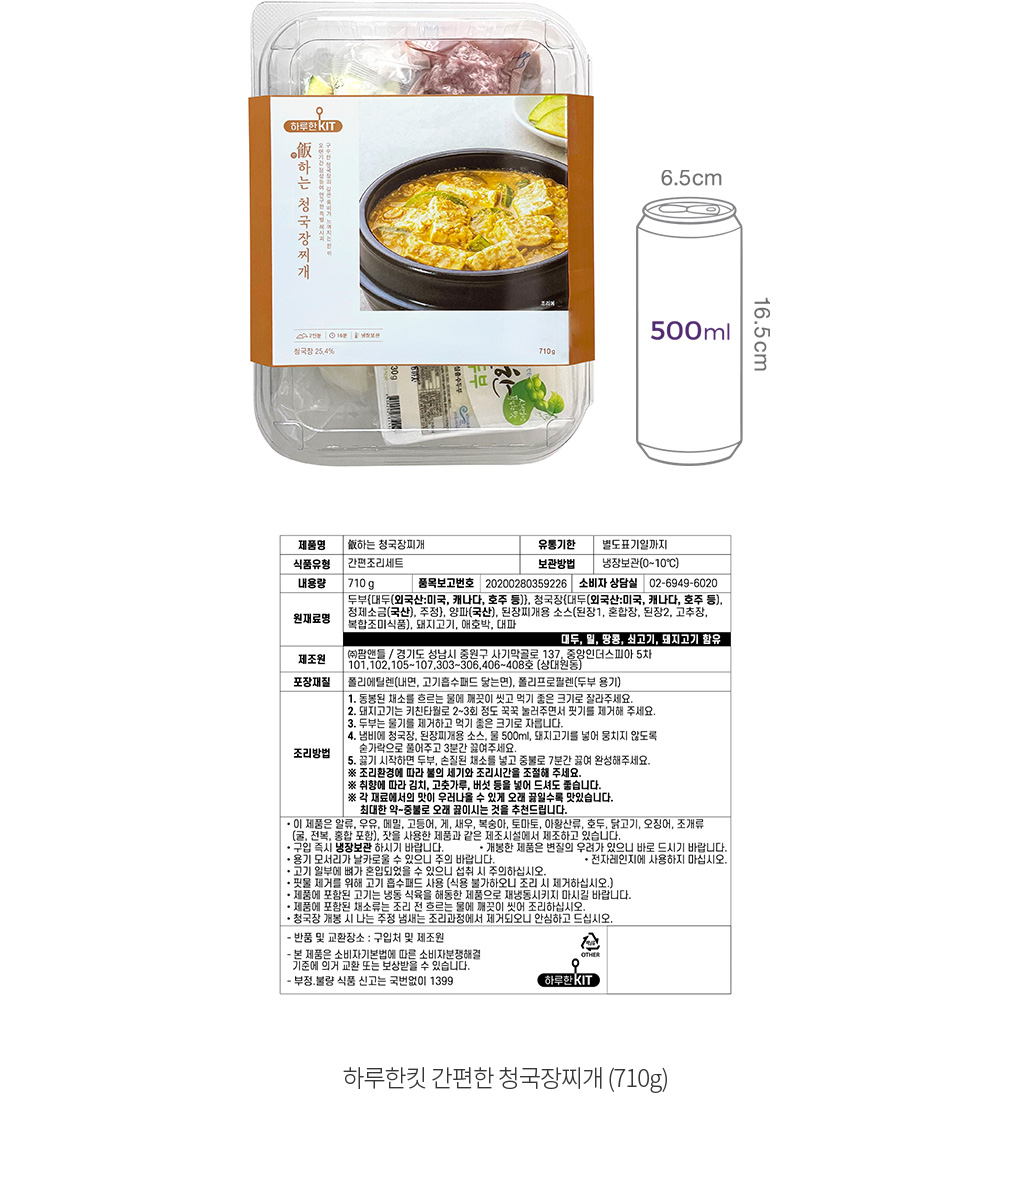 하루한KIT
飯하는 청국장찌개
2인분
16분
냉장보관
청국장 25.4%
710g
조리예
6.5cm
500ml
16.5cm
제품명 飯하는 청국장찌개 유통기한 별도표기일까지
식품유형 간편조리세트 보관방법 냉장보관(0~10℃)
내용량 710 g 품목보고번호 20200280359226 소비자 상담실 02-6949-6020
원재료명
두부{대두(외국산:미국, 캐나다, 호주 등)}, 청국장{대두(외국산:미국, 캐나다, 호주 등),
정제소금(국산), 주정}, 양파(국산), 된장찌개용 소스(된장1, 혼합장, 된장2, 고추장,
복합조미식품), 돼지고기, 애호박, 대파
대두, 밀, 땅콩, 쇠고기, 돼지고기 함유
제조원
㈜팜앤들 / 경기도 성남시 중원구 사기막골로 137, 중앙인더스피아 5차
101,102,105~107,303~306,406~408호 (상대원동)
포장재질 폴리에틸렌(내면, 고기흡수패드 닿는면), 폴리프로필렌(두부 용기)
조리방법
1. 동봉된 채소를 흐르는 물에 깨끗이 씻고 먹기 좋은 크기로 잘라주세요.
2. 돼지고기는 키친타월로 2~3회 정도 꾹꾹 눌러주면서 핏기를 제거해 주세요.
3. 두부는 물기를 제거하고 먹기 좋은 크기로 자릅니다.
4. 냄비에 청국장, 된장찌개용 소스, 물 500ml, 돼지고기를 넣어 뭉치지 않도록
숟가락으로 풀어주고 3분간 끓여주세요.
5. 끓기 시작하면 두부, 손질된 채소를 넣고 중불로 7분간 끓여 완성해주세요.
※ 조리환경에 따라 불의 세기와 조리시간을 조절해 주세요.
※ 취향에 따라 김치, 고춧가루, 버섯 등을 넣어 드셔도 좋습니다.
※ 각 재료에서의 맛이 우러나올 수 있게 오래 끓일수록 맛있습니다.
최대한 약~중불로 오래 끓이시는 것을 추천드립니다.
• 이 제품은 알류, 우유, 메밀, 고등어, 게, 새우, 복숭아, 토마토, 아황산류, 호두, 닭고기, 오징어, 조개류
(굴, 전복, 홍합 포함), 잣을 사용한 제품과 같은 제조시설에서 제조하고 있습니다.
• 구입 즉시 냉장보관 하시기 바랍니다. • 개봉한 제품은 변질의 우려가 있으니 바로 드시기 바랍니다.
• 용기 모서리가 날카로울 수 있으니 주의 바랍니다. • 전자레인지에 사용하지 마십시오.
• 고기 일부에 뼈가 혼입되었을 수 있으니 섭취 시 주의하십시오.
• 핏물 제거를 위해 고기 흡수패드 사용 (식용 불가하오니 조리 시 제거하십시오.)
• 제품에 포함된 고기는 냉동 식육을 해동한 제품으로 재냉동시키지 마시길 바랍니다.
• 제품에 포함된 채소류는 조리 전 흐르는 물에 깨끗이 씻어 조리하십시오.
• 청국장 개봉 시 나는 주정 냄새는 조리과정에서 제거되오니 안심하고 드십시오.
- 반품 및 교환장소 : 구입처 및 제조원
- 본 제품은 소비자기본법에 따른 소비자분쟁해결
기준에 의거 교환 또는 보상받을 수 있습니다.
- 부정.불량 식품 신고는 국번없이 1399
OTHER
하루한KIT
하루한킷 간편한 청국장찌개 (710g)